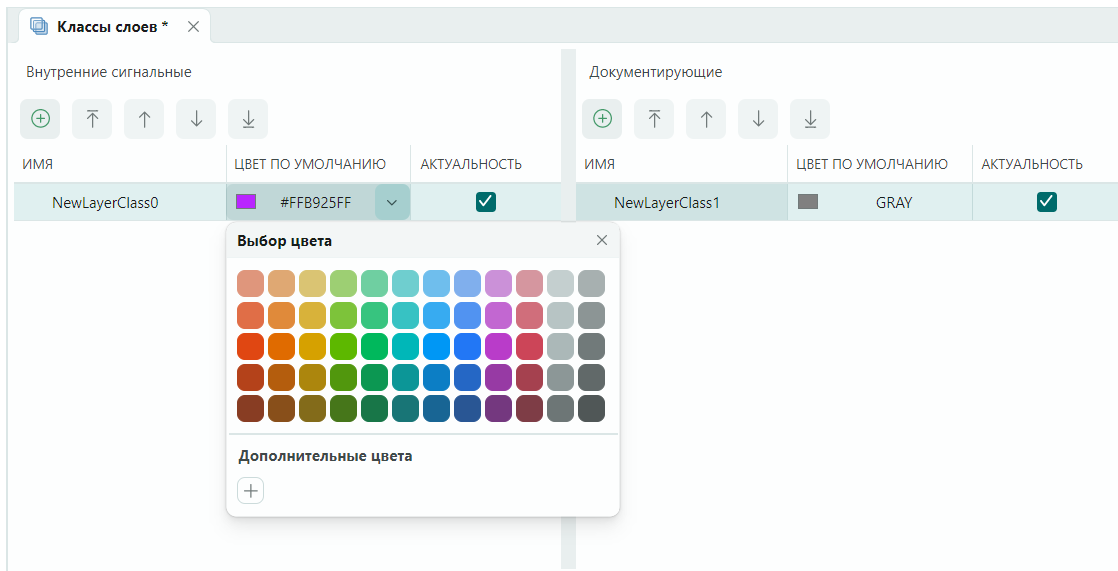 Классы слоев *
Внутренние сигнальные
Документирующие
ИМЯ ЦВЕТ ПО УМОЛЧАНИЮ АКТУАЛЬНОСТЬ
ИМЯ ЦВЕТ ПО УМОЛЧАНИЮ АКТУАЛЬНОСТЬ
NewLayerClass0 #FFB925FF
NewLayerClass1 GRAY
Выбор цвета
Дополнительные цвета